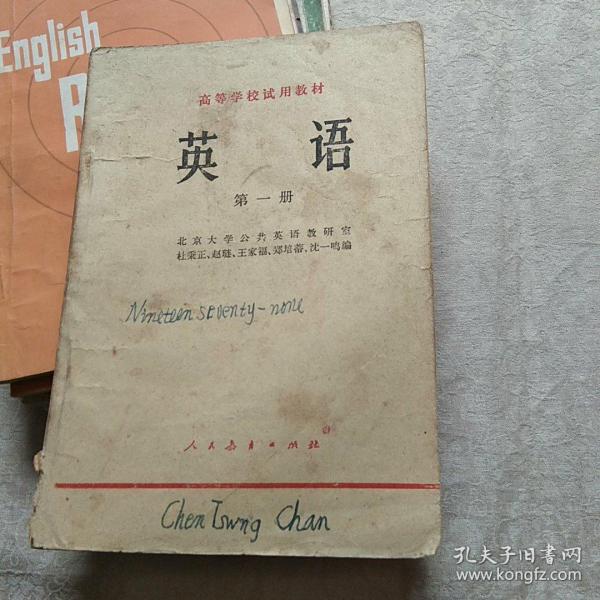 English
R
高等学校试用教材
英 语
第一册
北京大学公共英语教研室
杜秉正、赵琏、王家福、郑培蒂、沈一鸣编
Nineteen seventy-none
人民教育出版社
Chen Tswng Chan
孔夫子旧书网
www.kongfz.com